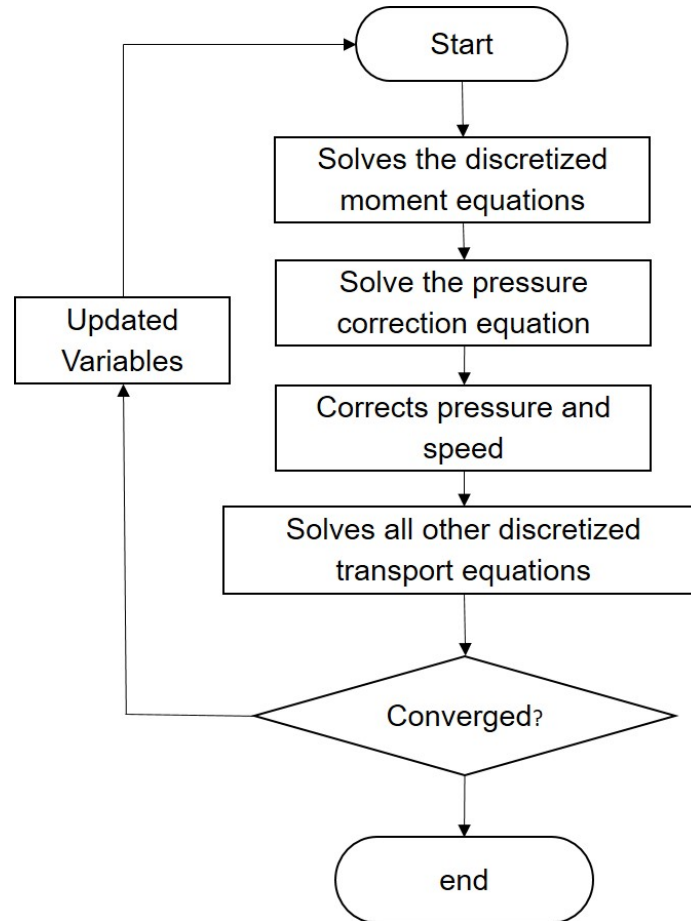 Start
Solves the discretized
moment equations
Solve the pressure
correction equation
Updated
Variables
Corrects pressure and
speed
Solves all other discretized
transport equations
Converged?
end